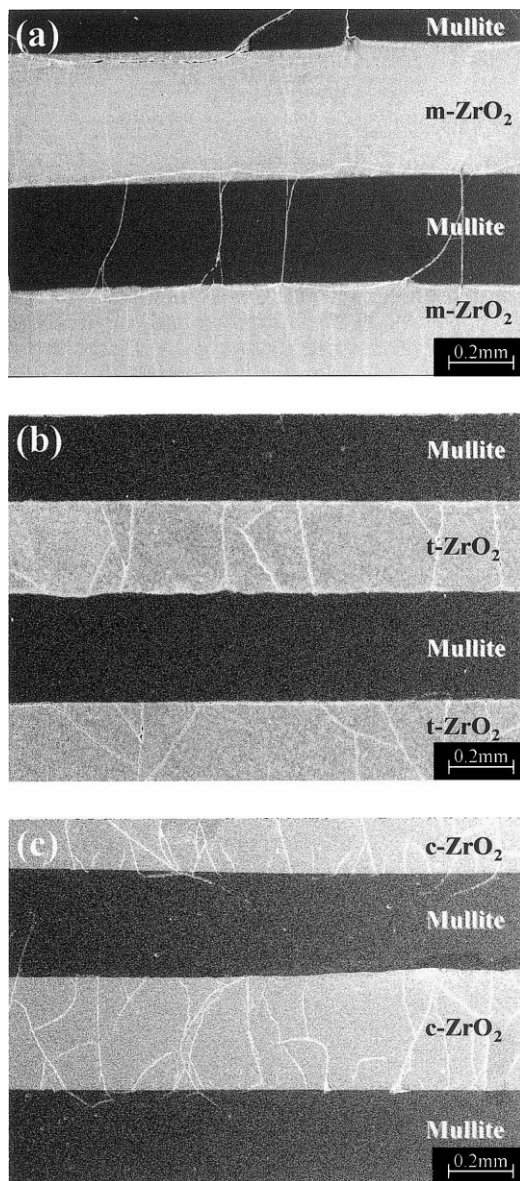 (a)
Mullite
m-ZrO₂
Mullite
m-ZrO₂
0.2mm
(b)
Mullite
t-ZrO₂
Mullite
t-ZrO₂
0.2mm
(c)
c-ZrO₂
Mullite
c-ZrO₂
Mullite
0.2mm